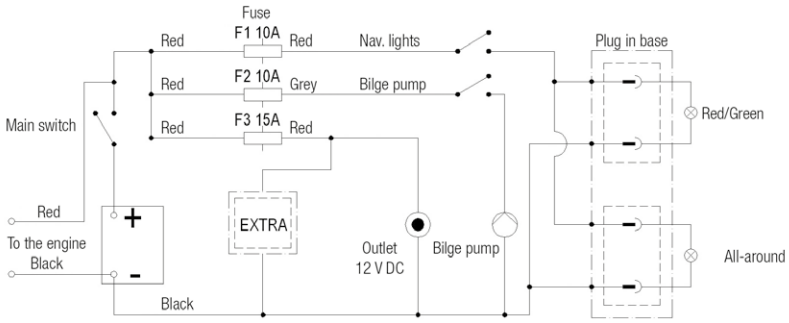 Fuse
F1 10A
Red
Red
Nav. lights
Plug in base
F2 10A
Red
Grey
Bilge pump
Red/Green
Main switch
F3 15A
Red
Red
Red
+
EXTRA
To the engine
Outlet
12 V DC
Bilge pump
All-around
Black
-
Black